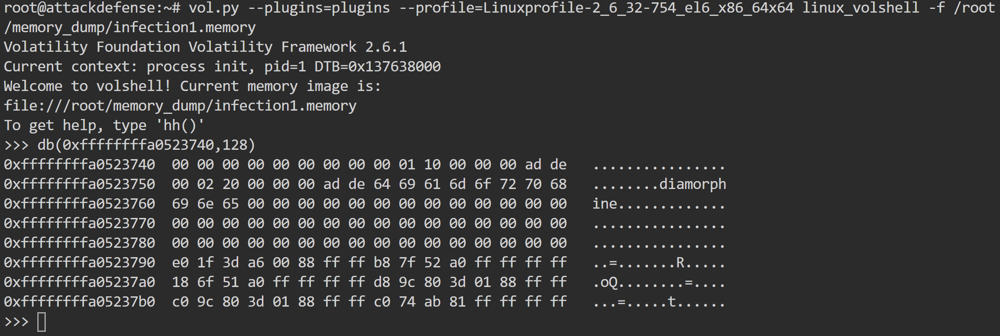 root@attackdefense:~# vol.py --plugins=plugins --profile=Linuxprofile-2_6_32-754_el6_x86_64x64 linux_volshell -f /root
/memory_dump/infection1.memory
Volatility Foundation Volatility Framework 2.6.1
Current context: process init, pid=1 DTB=0x137638000
Welcome to volshell! Current memory image is:
file:///root/memory_dump/infection1.memory
To get help, type 'hh()'
>>> db(0xffffffffa0523740,128)
0xffffffffa0523740  00 00 00 00 00 00 00 00 00 01 10 00 00 00 ad de   ................
0xffffffffa0523750  00 02 20 00 00 00 ad de 64 69 61 6d 6f 72 70 68   ........diamorph
0xffffffffa0523760  69 6e 65 00 00 00 00 00 00 00 00 00 00 00 00 00   ine.............
0xffffffffa0523770  00 00 00 00 00 00 00 00 00 00 00 00 00 00 00 00   ................
0xffffffffa0523780  00 00 00 00 00 00 00 00 00 00 00 00 00 00 00 00   ................
0xffffffffa0523790  e0 1f 3d a6 00 88 ff ff b8 7f 52 a0 ff ff ff ff   ..=.......R.....
0xffffffffa05237a0  18 6f 51 a0 ff ff ff ff d8 9c 80 3d 01 88 ff ff   .oQ........=....
0xffffffffa05237b0  c0 9c 80 3d 01 88 ff ff c0 74 ab 81 ff ff ff ff   ...=.....t......
>>>